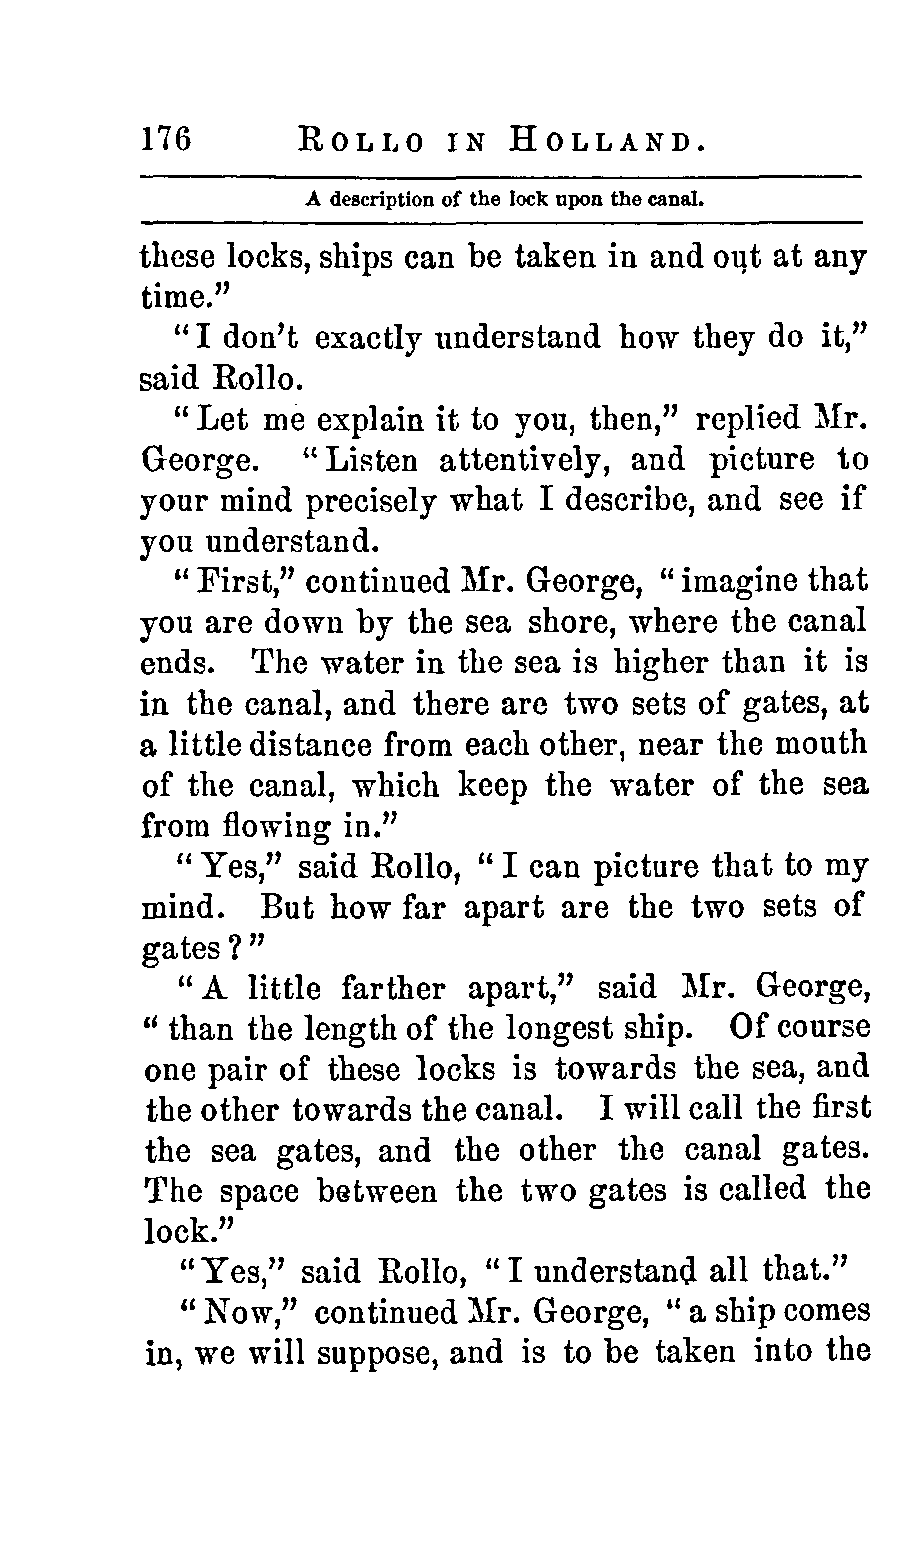 176 ROLLO IN HOLLAND.
A description of the lock upon the canal.
these locks, ships can be taken in and out at any
time."
"I don't exactly understand how they do it,"
said Rollo.
"Let me explain it to you, then," replied Mr.
George. "Listen attentively, and picture to
your mind precisely what I describe, and see if
you understand.
"First," continued Mr. George, "imagine that
you are down by the sea shore, where the canal
ends. The water in the sea is higher than it is
in the canal, and there are two sets of gates, at
a little distance from each other, near the mouth
of the canal, which keep the water of the sea
from flowing in."
"Yes," said Rollo, "I can picture that to my
mind. But how far apart are the two sets of
gates?"
"A little farther apart," said Mr. George,
"than the length of the longest ship. Of course
one pair of these locks is towards the sea, and
the other towards the canal. I will call the first
the sea gates, and the other the canal gates.
The space between the two gates is called the
lock."
"Yes," said Rollo, "I understand all that."
"Now," continued Mr. George, "a ship comes
in, we will suppose, and is to be taken into the